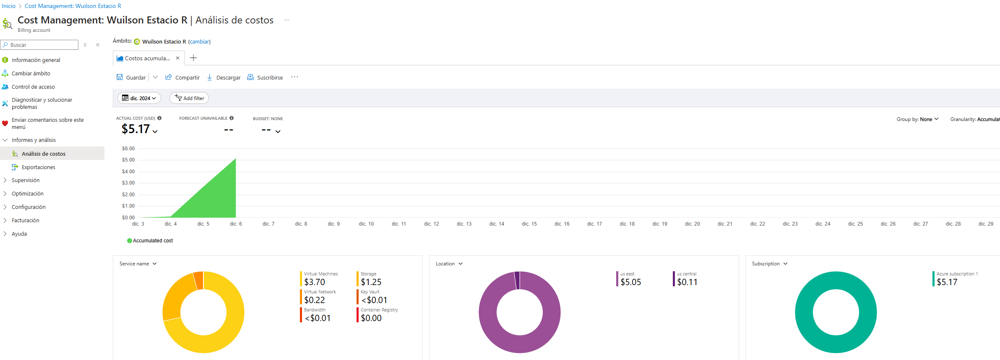 Inicio > Cost Management: Wuilson Estacio R
Cost Management: Wuilson Estacio R | Análisis de costos ...
Billing account
Buscar
Información general
Cambiar ámbito
Control de acceso
Diagnosticar y solucionar
problemas
Enviar comentarios sobre este
menú
Informes y análisis
Análisis de costos
Exportaciones
Supervisión
Optimización
Configuración
Facturación
Ayuda
Ámbito: Wuilson Estacio R (cambiar)
Costos acumula...
Guardar Compartir Descargar Suscribirse ...
dic. 2024 Add filter
ACTUAL COST (USD) FORECAST UNAVAILABLE BUDGET: NONE
$5.17 -- --
Group by: None Granularity: Accumulat
$6.00
$5.00
$4.00
$3.00
$2.00
$1.00
$0.00
dic. 3 dic. 4 dic. 5 dic. 6 dic. 7 dic. 8 dic. 9 dic. 10 dic. 11 dic. 12 dic. 13 dic. 14 dic. 15 dic. 16 dic. 17 dic. 18 dic. 19 dic. 20 dic. 21 dic. 22 dic. 23 dic. 24 dic. 25 dic. 26 dic. 27 dic. 28 dic. 29
Accumulated cost
Service name
Virtual Machines Storage
$3.70 $1.25
Virtual Network Key Vault
$0.22 <$0.01
Bandwidth Container Registry
<$0.01 $0.00
Location
us east us central
$5.05 $0.11
Subscription
Azure subscription 1
$5.17